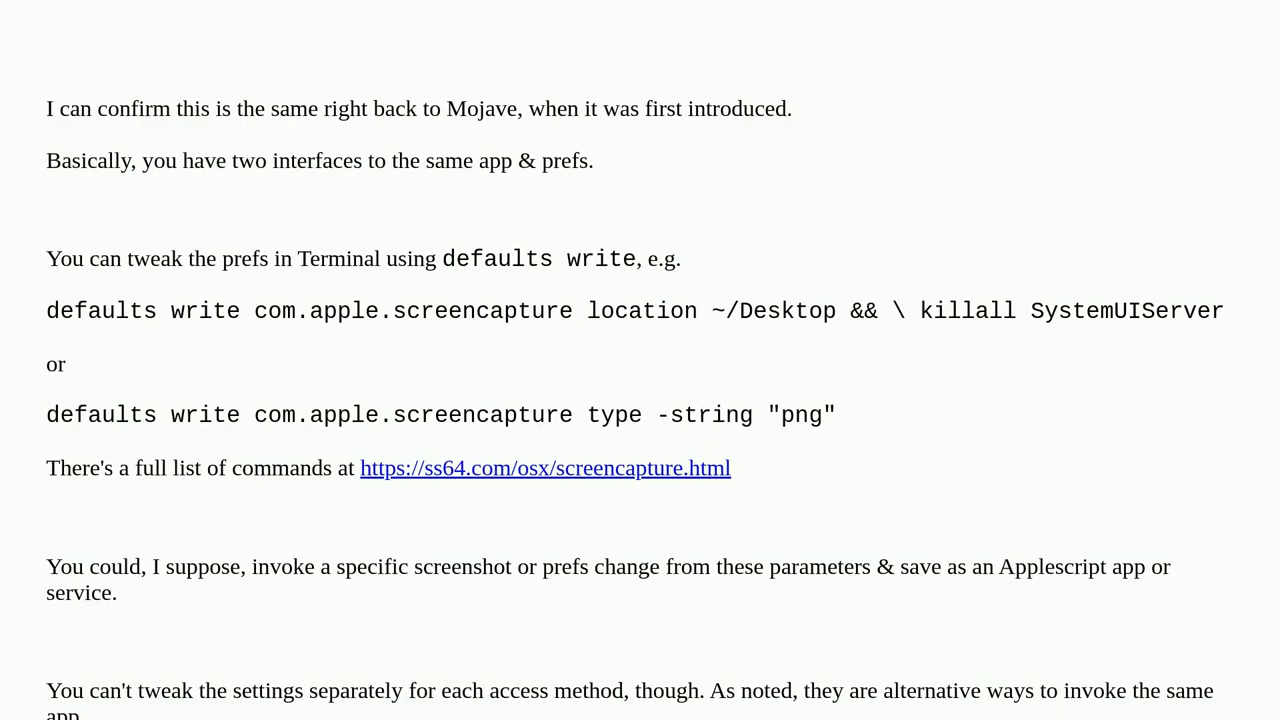 I can confirm this is the same right back to Mojave, when it was first introduced.
Basically, you have two interfaces to the same app & prefs.
You can tweak the prefs in Terminal using defaults write, e.g.
defaults write com.apple.screencapture location ~/Desktop && \ killall SystemUIServer
or
defaults write com.apple.screencapture type -string "png"
There's a full list of commands at https://ss64.com/osx/screencapture.html
You could, I suppose, invoke a specific screenshot or prefs change from these parameters & save as an Applescript app or
service.
You can't tweak the settings separately for each access method, though. As noted, they are alternative ways to invoke the same
app.